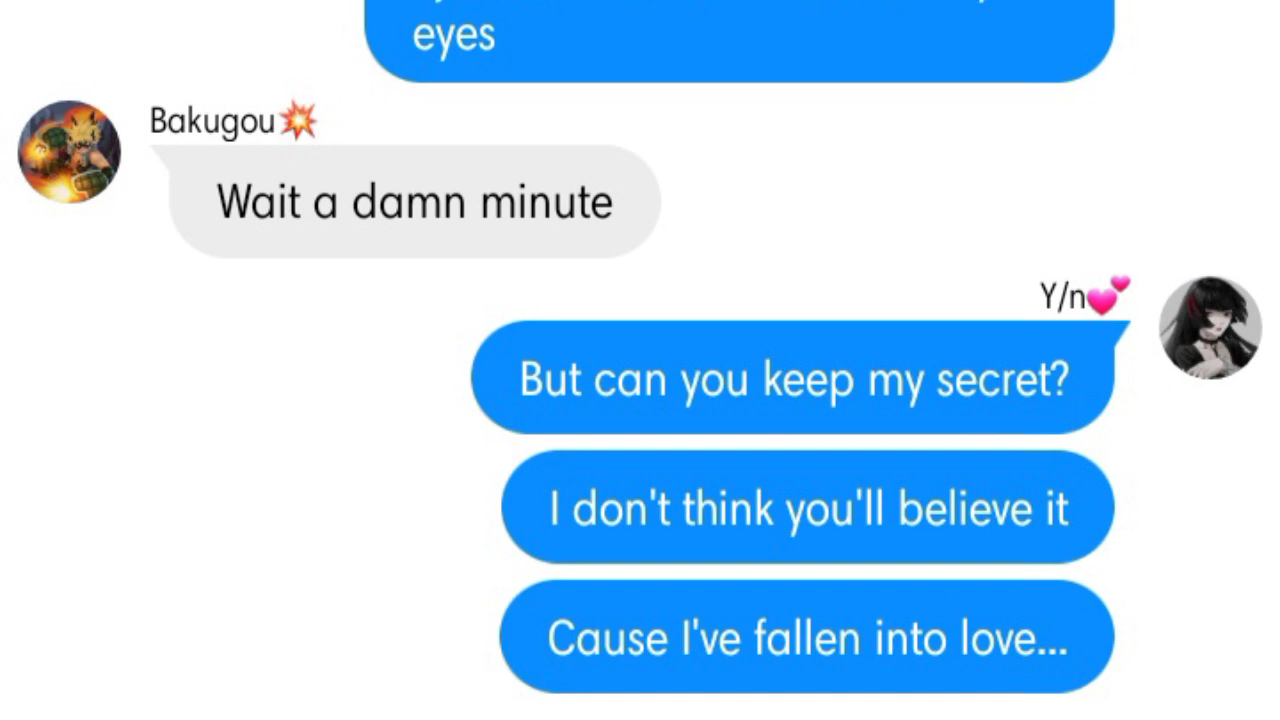 eyes
Bakugou💥
Wait a damn minute
Y/n💕
But can you keep my secret?
I don't think you'll believe it
Cause I've fallen into love...